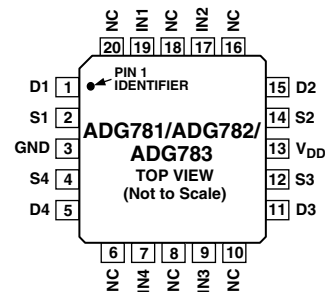 NC IN1 NC IN2 NC
20 19 18 17 16
PIN 1
IDENTIFIER
D1 1
S1 2
GND 3
S4 4
D4 5
ADG781/ADG782/
ADG783
TOP VIEW
(Not to Scale)
15 D2
14 S2
13 VDD
12 S3
11 D3
6 7 8 9 10
NC IN4 NC IN3 NC